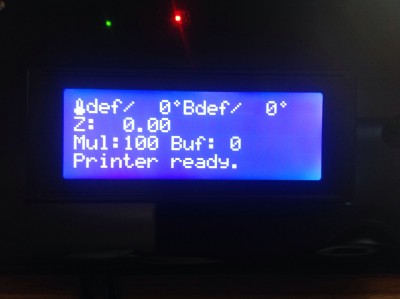 def/  0°Bdef/  0°
Z:  0.00
Mul:100 Buf: 0
Printer ready.